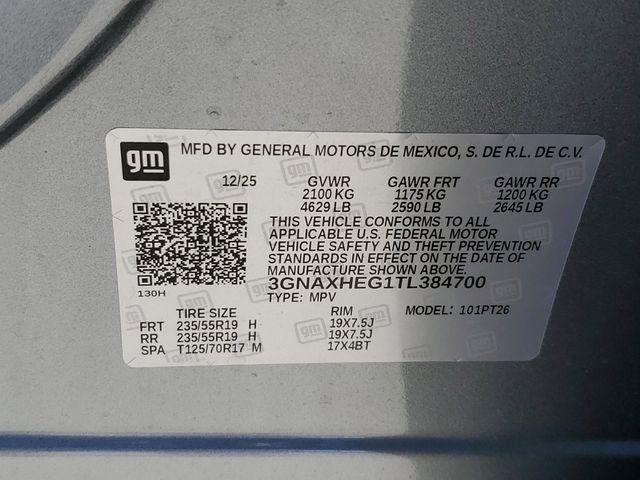 gm MFD BY GENERAL MOTORS DE MEXICO, S. DE R.L. DE C.V.
12/25 GVWR GAWR FRT GAWR RR
2100 KG 1175 KG 1200 KG
4629 LB 2590 LB 2645 LB
THIS VEHICLE CONFORMS TO ALL
APPLICABLE U.S. FEDERAL MOTOR
VEHICLE SAFETY AND THEFT PREVENTION
STANDARDS IN EFFECT ON THE DATE OF
MANUFACTURE SHOWN ABOVE.
3GNAXHEG1TL384700
130H
TYPE: MPV MODEL: 101PT26
TIRE SIZE RIM
FRT 235/55R19 H 19X7.5J
RR 235/55R19 H 19X7.5J
SPA T125/70R17 M 17X4BT